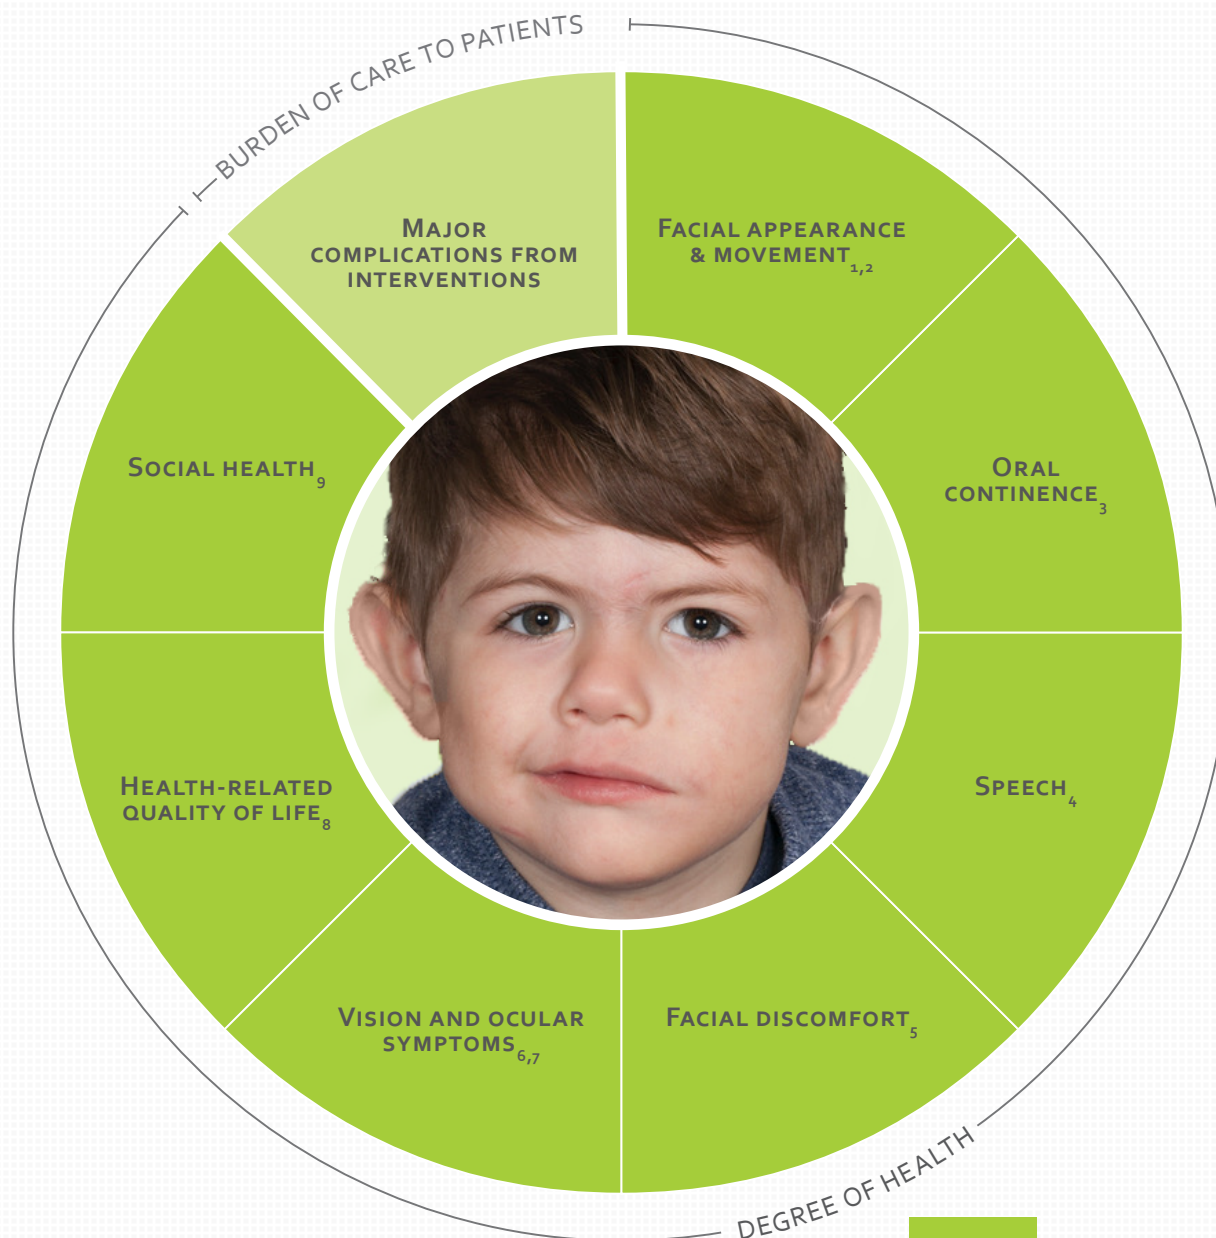 BURDEN OF CARE TO PATIENTS
Major
complications from
interventions
Facial appearance
& movement1,2
Oral
continence3
Speech4
Facial discomfort5
Vision and ocular
symptoms6,7
Health-related
quality of life8
Social health9
DEGREE OF HEALTH